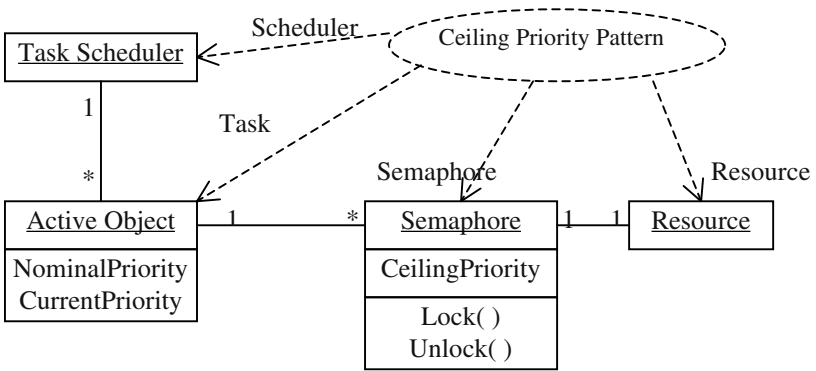 Scheduler
Ceiling Priority Pattern
Task Scheduler
1
Task
*
Semaphore
Resource
Active Object
1
*
Semaphore
1
1
Resource
NominalPriority
CurrentPriority
CeilingPriority
Lock( )
Unlock( )